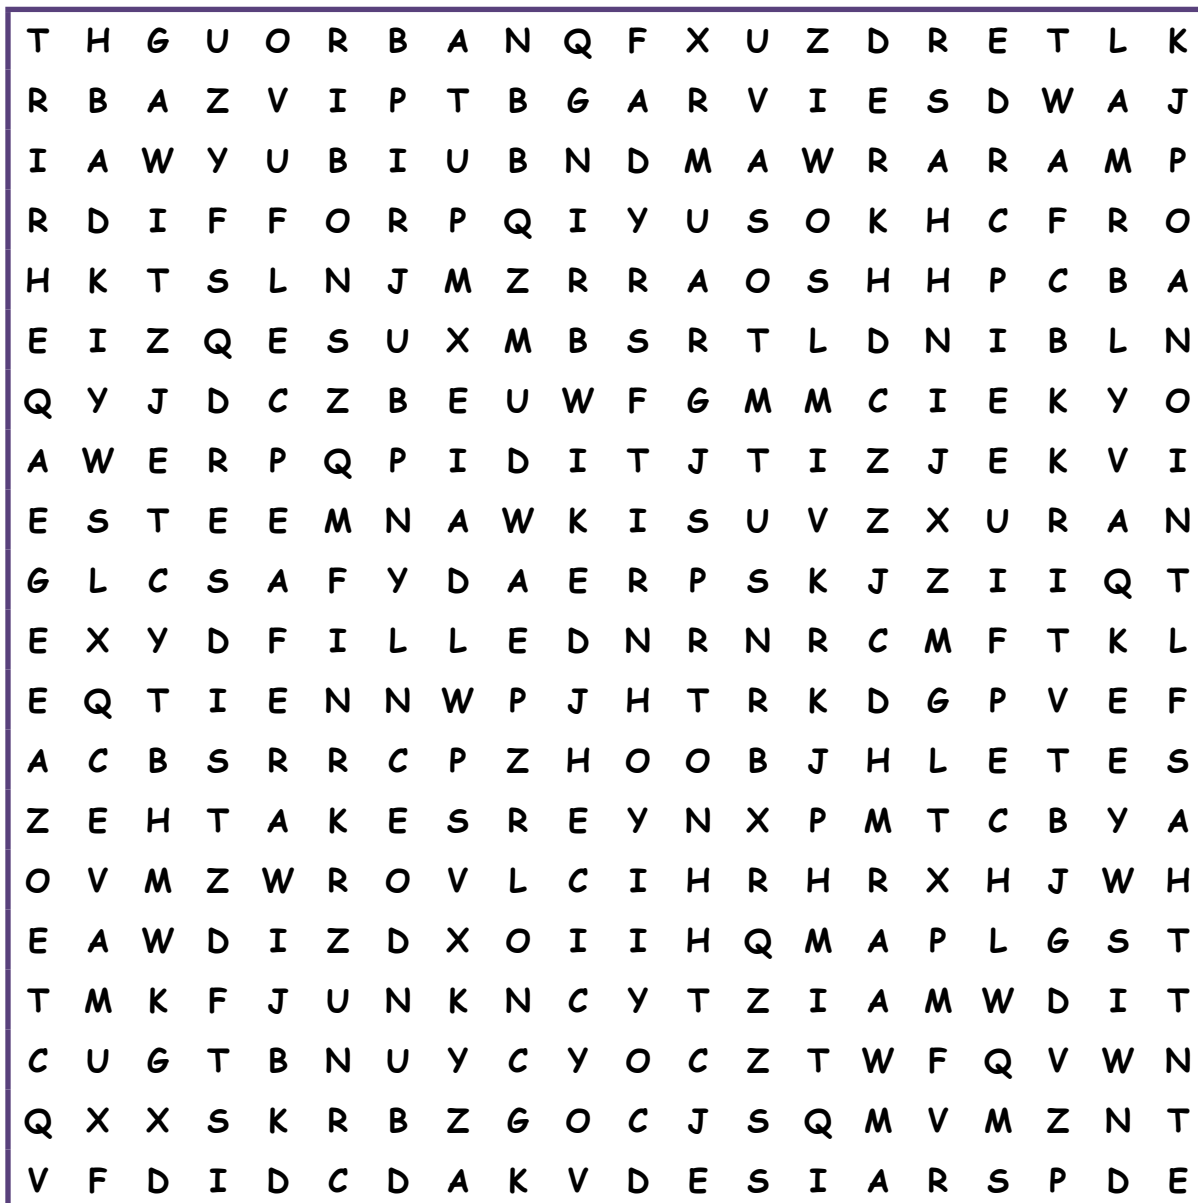 T H G U O R B A N Q F X U Z D R E T L K
R B A Z V I P T B G A R V I E S D W A J
I A W Y U B I U B N D M A W R A R A M P
R D I F F O R P Q I Y U S O K H C F R O
H K T S L N J M Z R R A O S H H P C B A
E I Z Q E S U X M B S R T L D N I B L N
Q Y J D C Z B E U W F G M M C I E K Y O
A W E R P Q P I D I T J T I Z J E K V I
E S T E E M N A W K I S U V Z X U R A N
G L C S A F Y D A E R P S K J Z I I Q T
E X Y D F I L L E D N R N R C M F T K L
E Q T I E N N W P J H T R K D G P V E F
A C B S R R C P Z H O O B J H L E T E S
Z E H T A K E S R E Y N X P M T C B Y A
O V M Z W R O V L C I H R H R X H J W H
E A W D I Z D X O I I H Q M A P L G S T
T M K F J U N K N C Y T Z I A M W D I T
C U G T B N U Y C Y O C Z T W F Q V W N
Q X X S K R B Z G O C J S Q M V M Z N T
V F D I D C D A K V D E S I A R S P D E